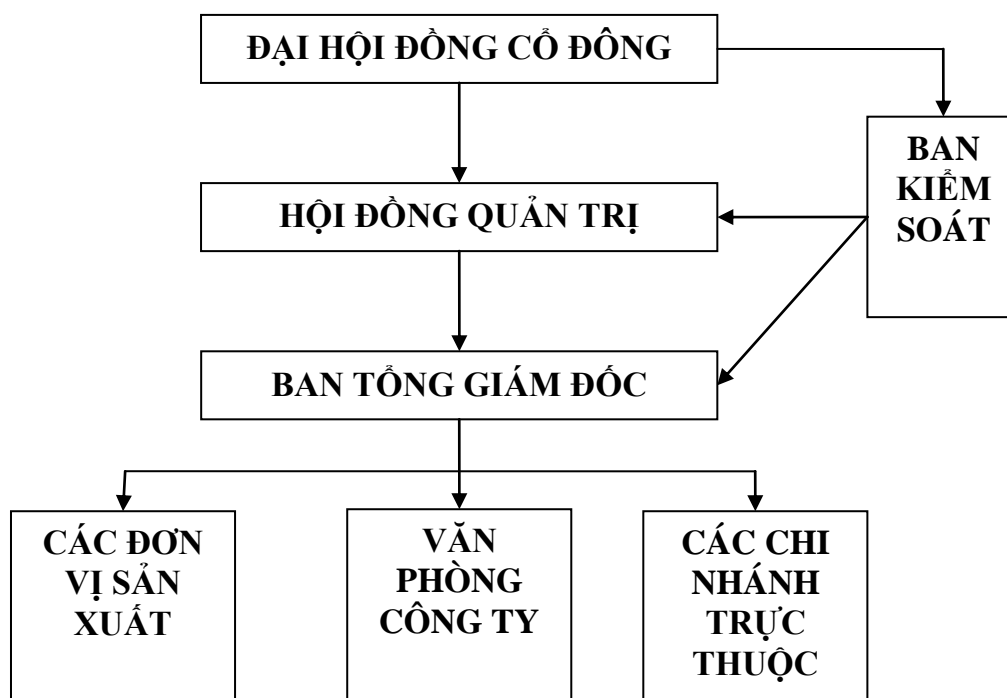 ĐẠI HỘI ĐỒNG CỔ ĐÔNG
BAN
KIỂM
SOÁT
HỘI ĐỒNG QUẢN TRỊ
BAN TỔNG GIÁM ĐỐC
CÁC ĐƠN
VỊ SẢN
XUẤT
VĂN
PHÒNG
CÔNG TY
CÁC CHI
NHÁNH
TRỰC
THUỘC